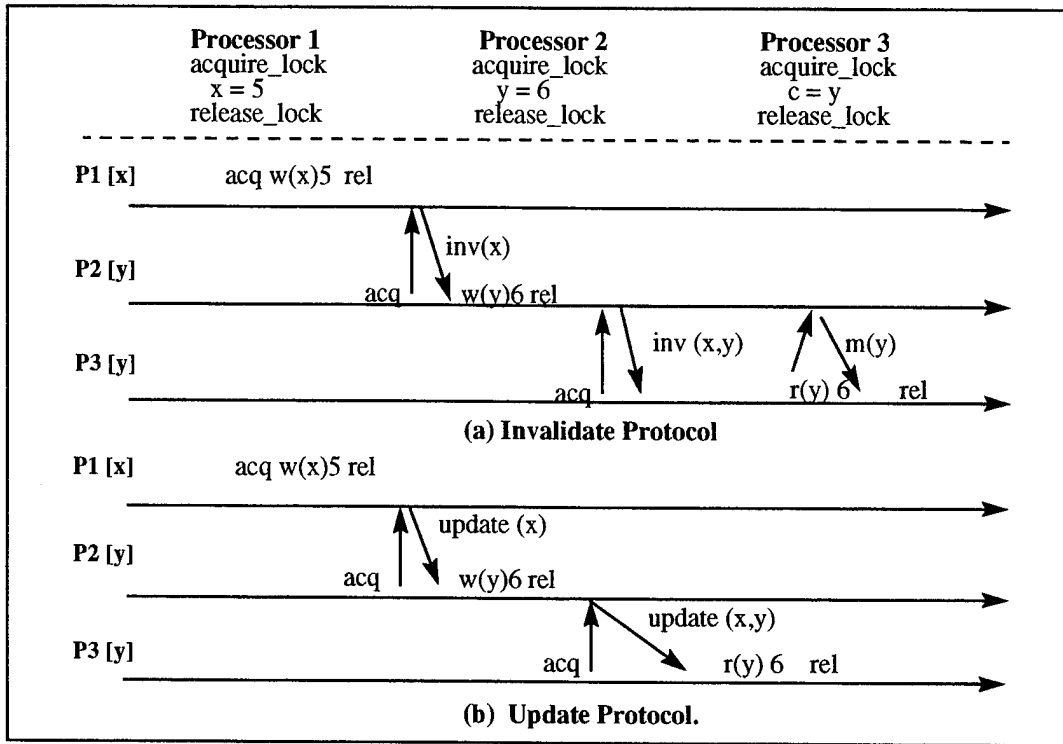 Processor 1 Processor 2 Processor 3
acquire_lock acquire_lock acquire_lock
x = 5 y = 6 c = y
release_lock release_lock release_lock
P1 [x] acq w(x)5 rel
inv(x)
P2 [y]
acq w(y)6 rel
inv (x,y) m(y)
P3 [y]
acq r(y) 6 rel
(a) Invalidate Protocol
P1 [x] acq w(x)5 rel
update (x)
P2 [y]
acq w(y)6 rel
update (x,y)
P3 [y]
acq r(y) 6 rel
(b) Update Protocol.